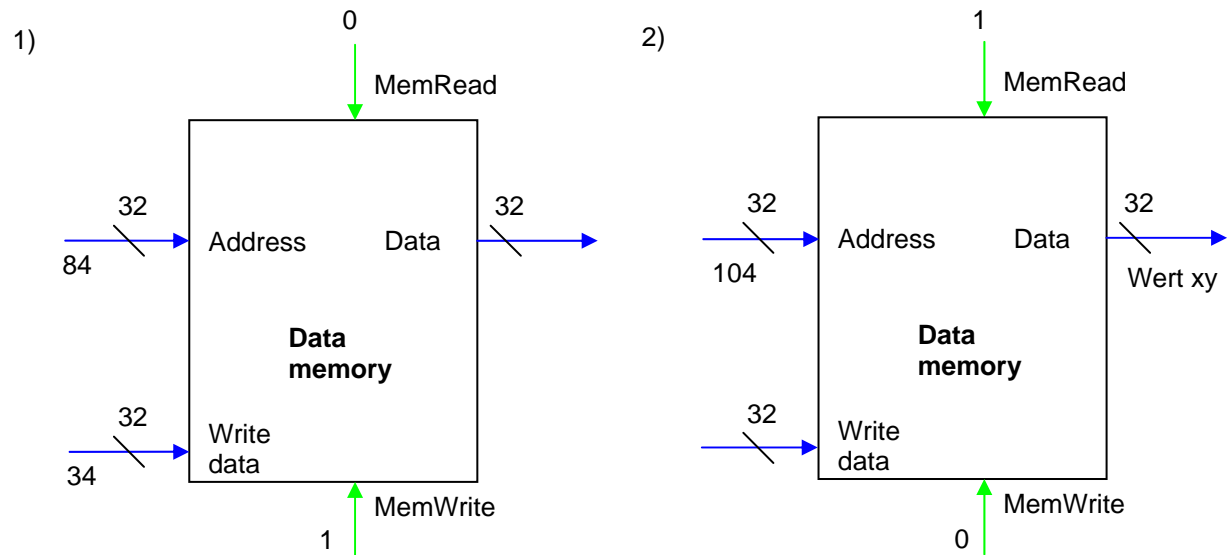 1)
0
MemRead
32
84
Address
Data
32
Data
memory
32
34
Write
data
MemWrite
1
2)
1
MemRead
32
104
Address
Data
32
Wert xy
Data
memory
32
Write
data
MemWrite
0